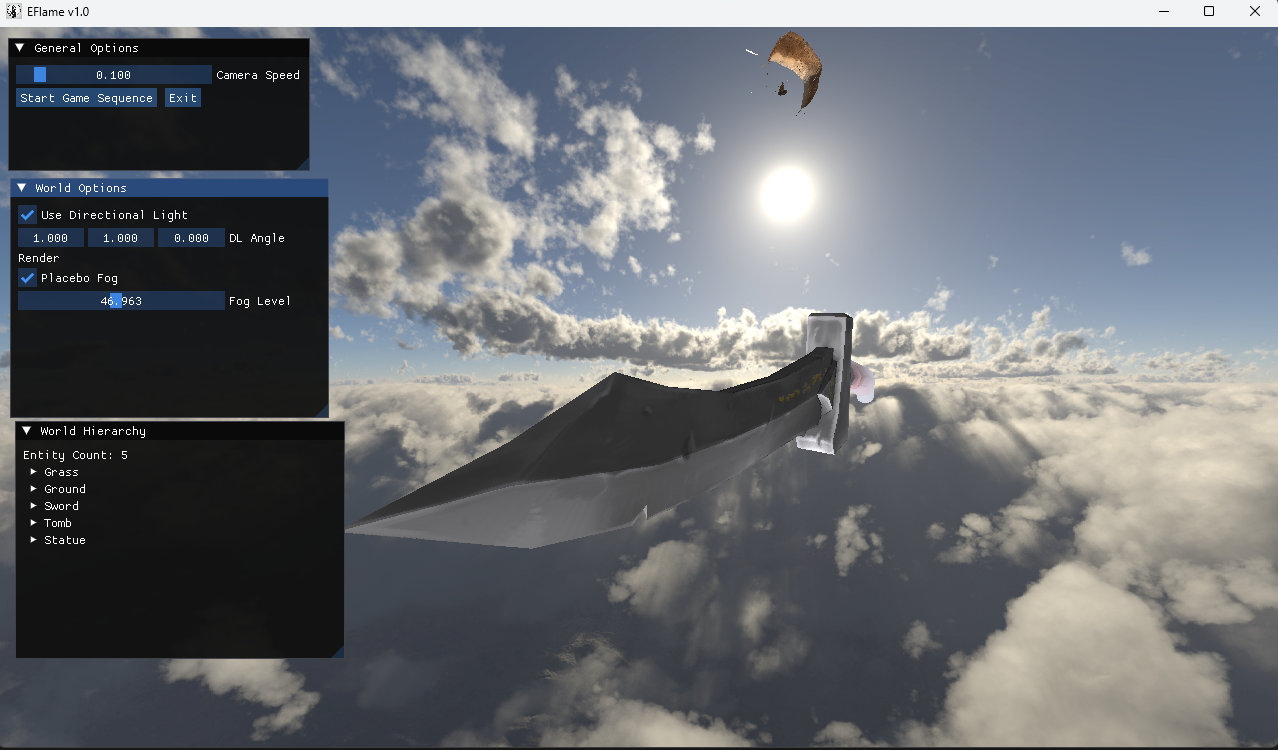 EFlame v1.0
General Options
0.100 Camera Speed
Start Game Sequence Exit
World Options
Use Directional Light
1.000 1.000 0.000 DL Angle
Render
Placebo Fog
46.963 Fog Level
World Hierarchy
Entity Count: 5
Grass
Ground
Sword
Tomb
Statue